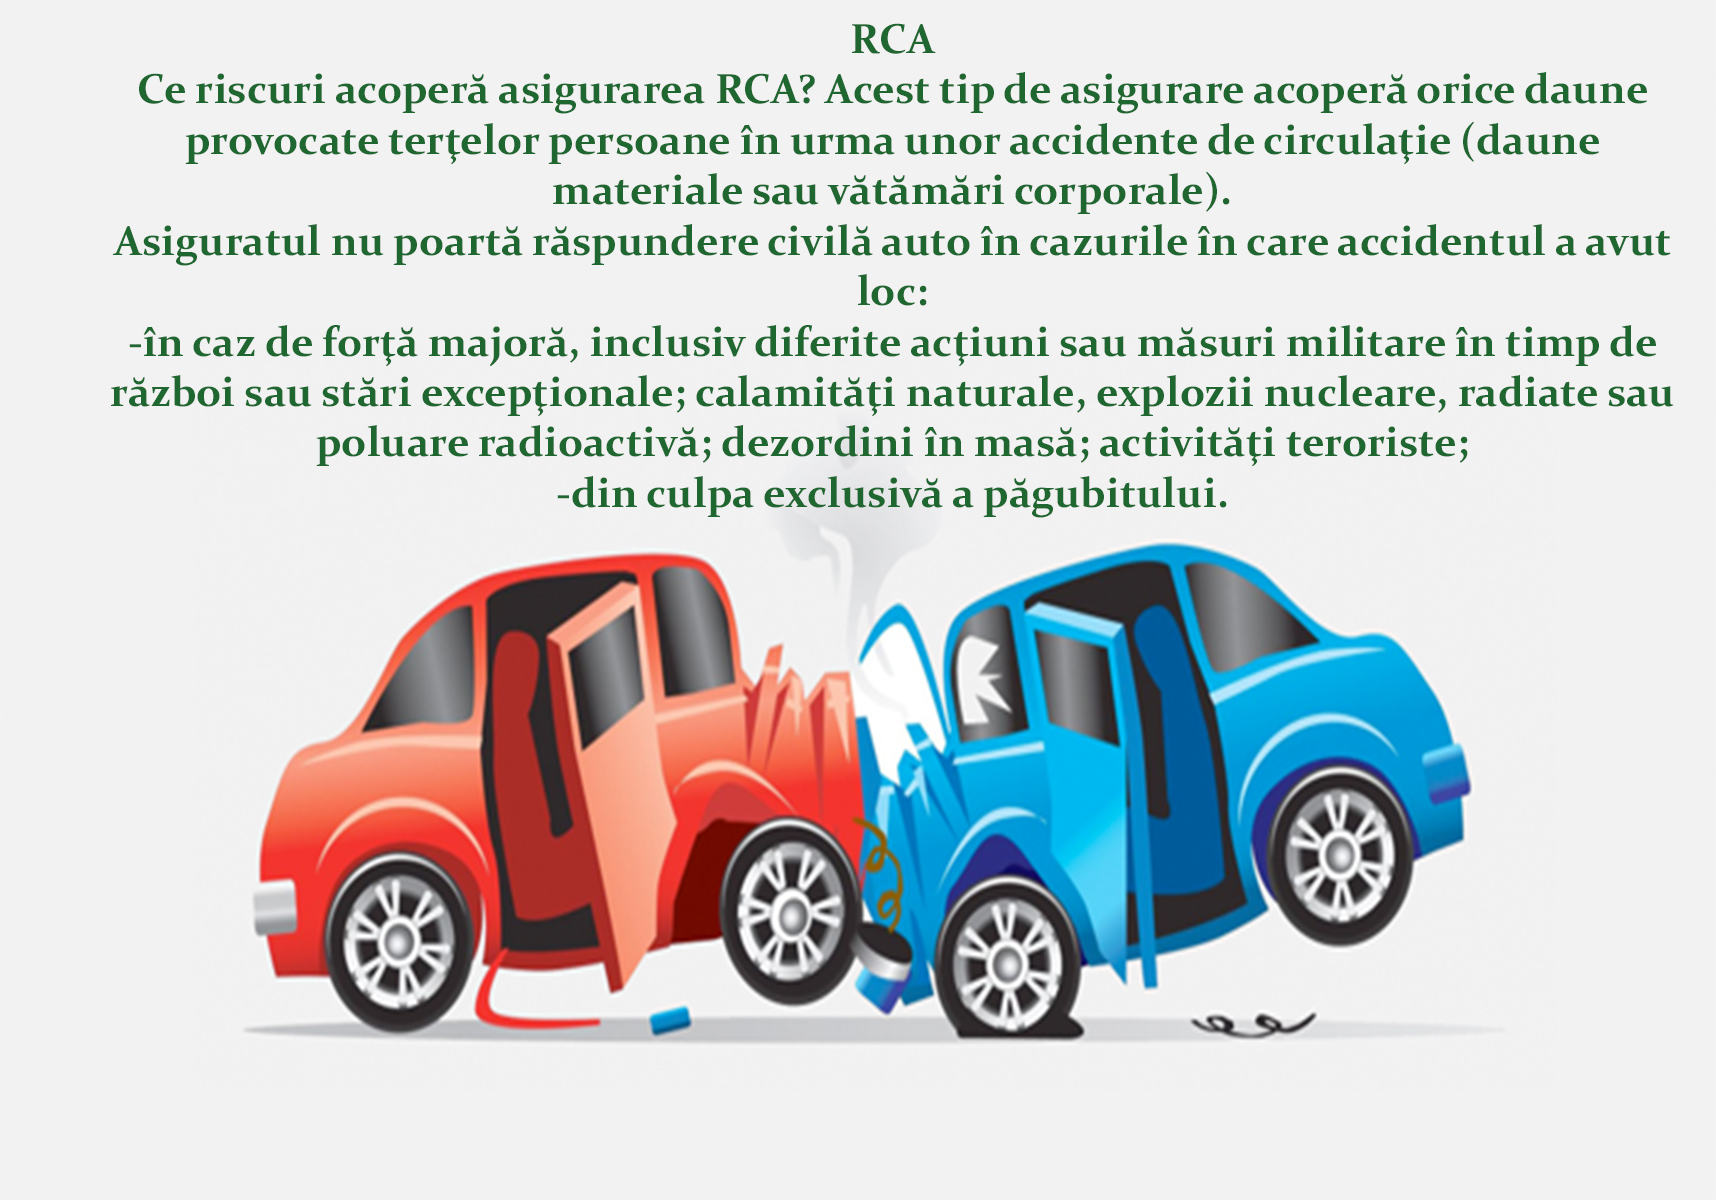 RCA
Ce riscuri acoperă asigurarea RCA? Acest tip de asigurare acoperă orice daune
provocate terţelor persoane în urma unor accidente de circulaţie (daune
materiale sau vătămări corporale).
Asiguratul nu poartă răspundere civilă auto în cazurile în care accidentul a avut
loc:
-în caz de forţă majoră, inclusiv diferite acţiuni sau măsuri militare în timp de
război sau stări excepţionale; calamităţi naturale, explozii nucleare, radiate sau
poluare radioactivă; dezordini în masă; activităţi teroriste;
-din culpa exclusivă a păgubitului.